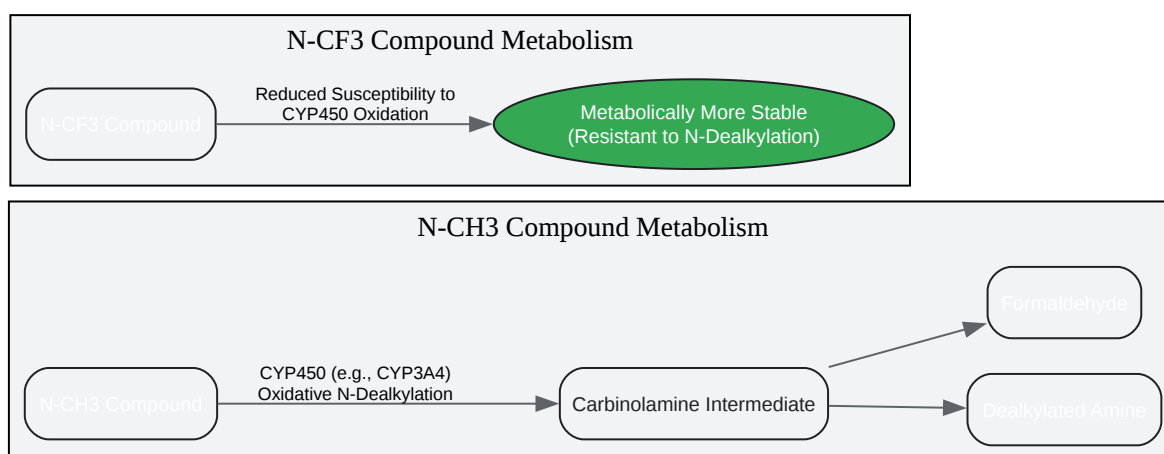 N-CF3 Compound Metabolism
N-CF3 Compound
Reduced Susceptibility to
CYP450 Oxidation
Metabolically More Stable
(Resistant to N-Dealkylation)
N-CH3 Compound Metabolism
N-CH3 Compound
CYP450 (e.g., CYP3A4)
Oxidative N-Dealkylation
Carbinolamine Intermediate
Formaldehyde
Dealkylated Amine